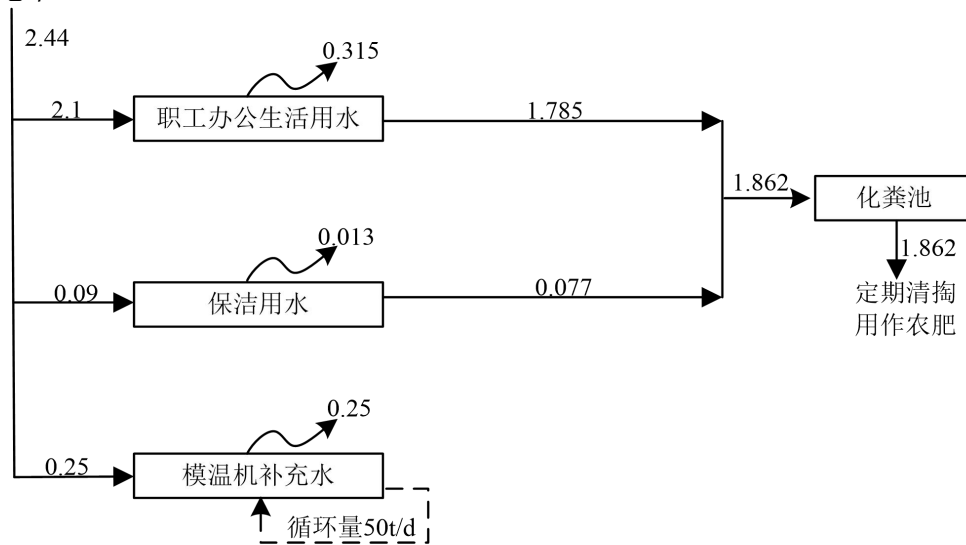 2.44
0.315
2.1
职工办公生活用水
1.785
1.862
化粪池
0.013
1.862
0.09
保洁用水
0.077
定期清掏
用作农肥
0.25
0.25
模温机补充水
循环量50t/d